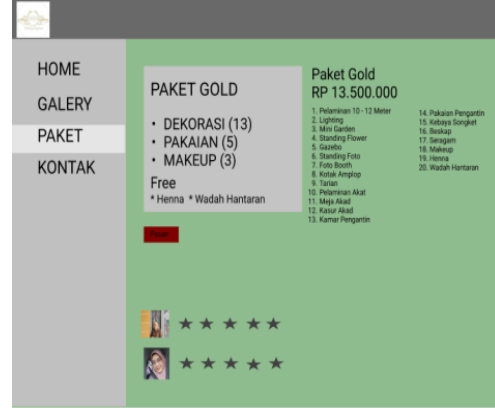 HOME
GALERY
PAKET
KONTAK
PAKET GOLD
• DEKORASI (13)
• PAKAIAN (5)
• MAKEUP (3)
Free
* Henna * Wadah Hantaran
Pesan
Paket Gold
RP 13.500.000
1. Pelaminan 10 - 12 Meter
2. Lighting
3. Mini Garden
4. Standing Flower
5. Gazebo
6. Standing Foto
7. Foto Booth
8. Kotak Amplop
9. Tarian
10. Pelaminan Akat
11. Meja Akad
12. Kasur Akad
13. Kamar Pengantin
14. Pakaian Pengantin
15. Kebaya Songket
16. Beskap
17. Seragam
18. Makeup
19. Henna
20. Wadah Hantaran